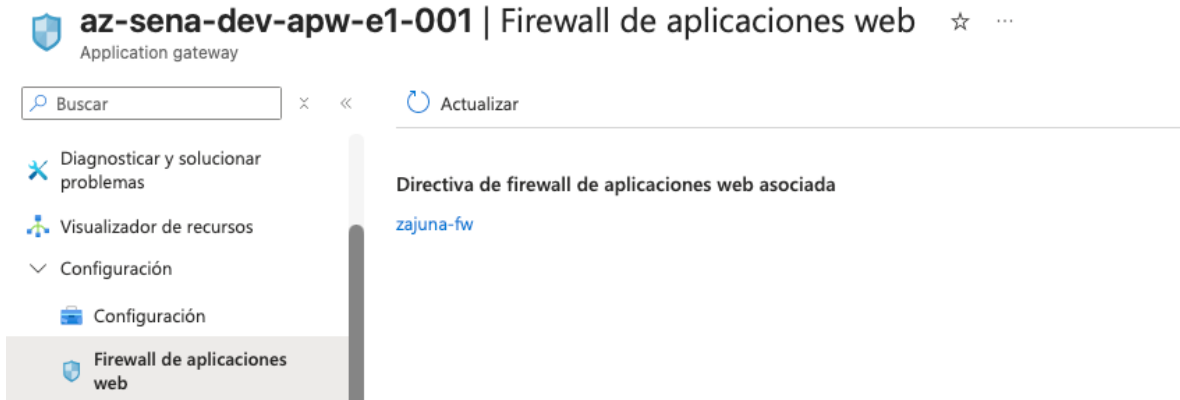 az-sena-dev-apw-e1-001 | Firewall de aplicaciones web
Application gateway
Buscar
Actualizar
Diagnosticar y solucionar
problemas
Visualizador de recursos
Configuración
Configuración
Firewall de aplicaciones
web
Directiva de firewall de aplicaciones web asociada
zajuna-fw